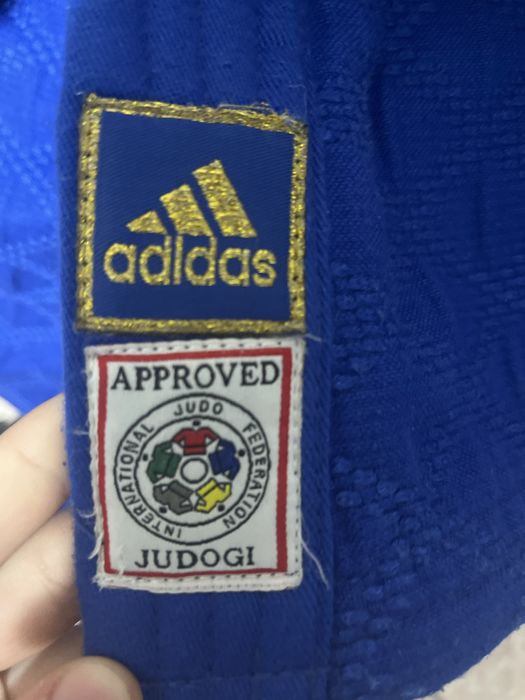 adidas
APPROVED
INTERNATIONAL JUDO FEDERATION
JUDOGI